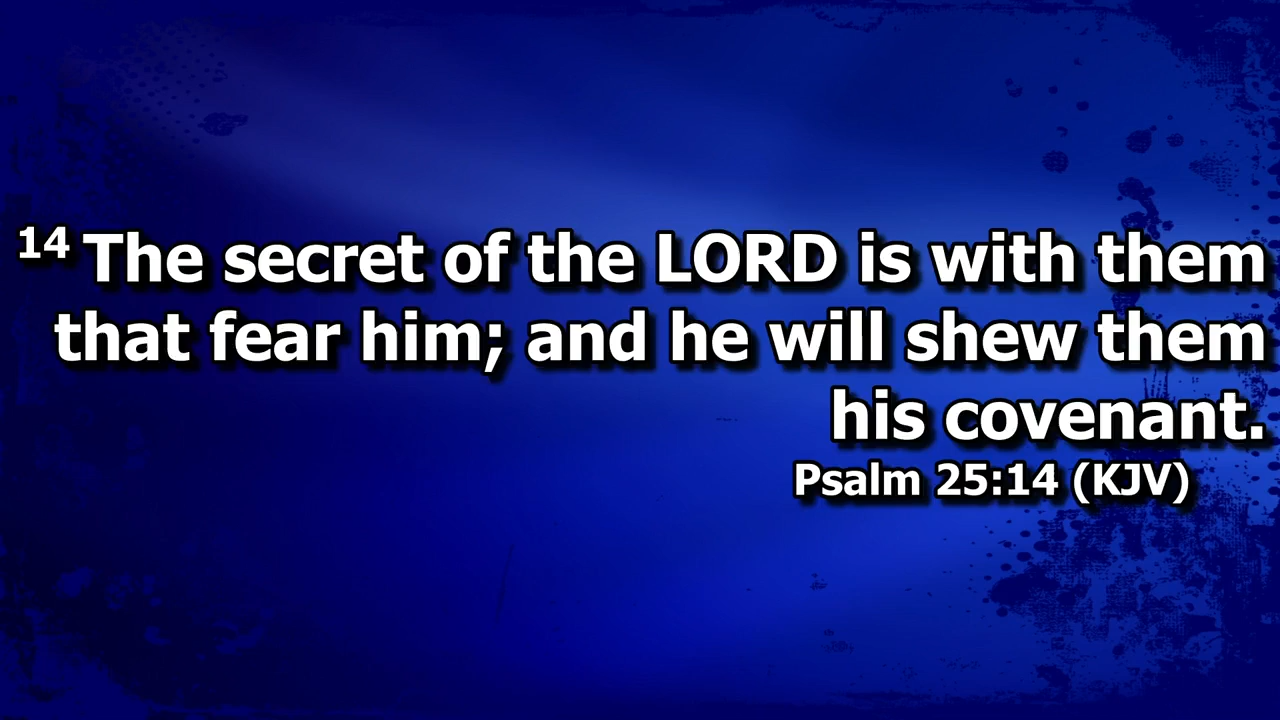 14 The secret of the LORD is with them
that fear him; and he will shew them
his covenant.
Psalm 25:14 (KJV)